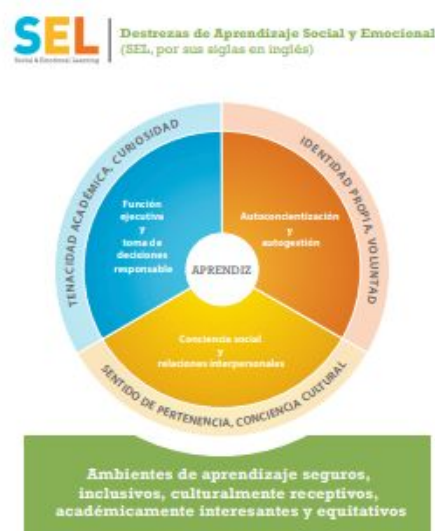 SEL
Social & Emotional Learning
Destrezas de Aprendizaje Social y Emocional
(SEL, por sus siglas en inglés)
TENACIDAD ACADÉMICA, CURIOSIDAD
IDENTIDAD PROPIA, VOLUNTAD
Función
ejecutiva
y
toma de
decisiones
responsable
Autoconcientización
y
autogestión
APRENDIZ
Conciencia social
y
relaciones interpersonales
SENTIDO DE PERTENENCIA, CONCIENCIA CULTURAL
Ambientes de aprendizaje seguros,
inclusivos, culturalmente receptivos,
académicamente interesantes y equitativos